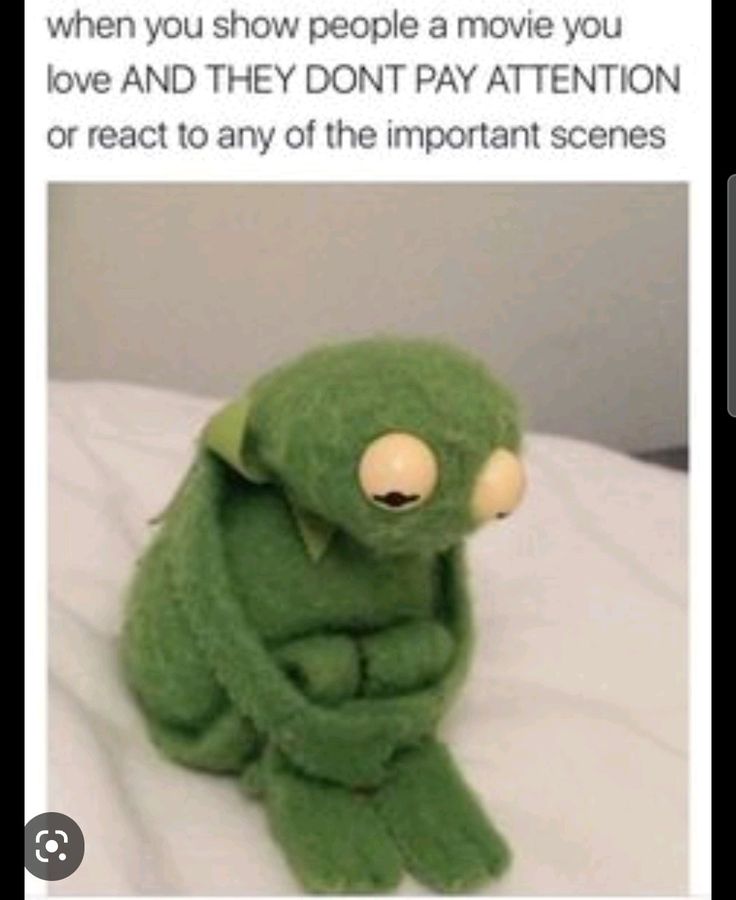 when you show people a movie you
love AND THEY DONT PAY ATTENTION
or react to any of the important scenes